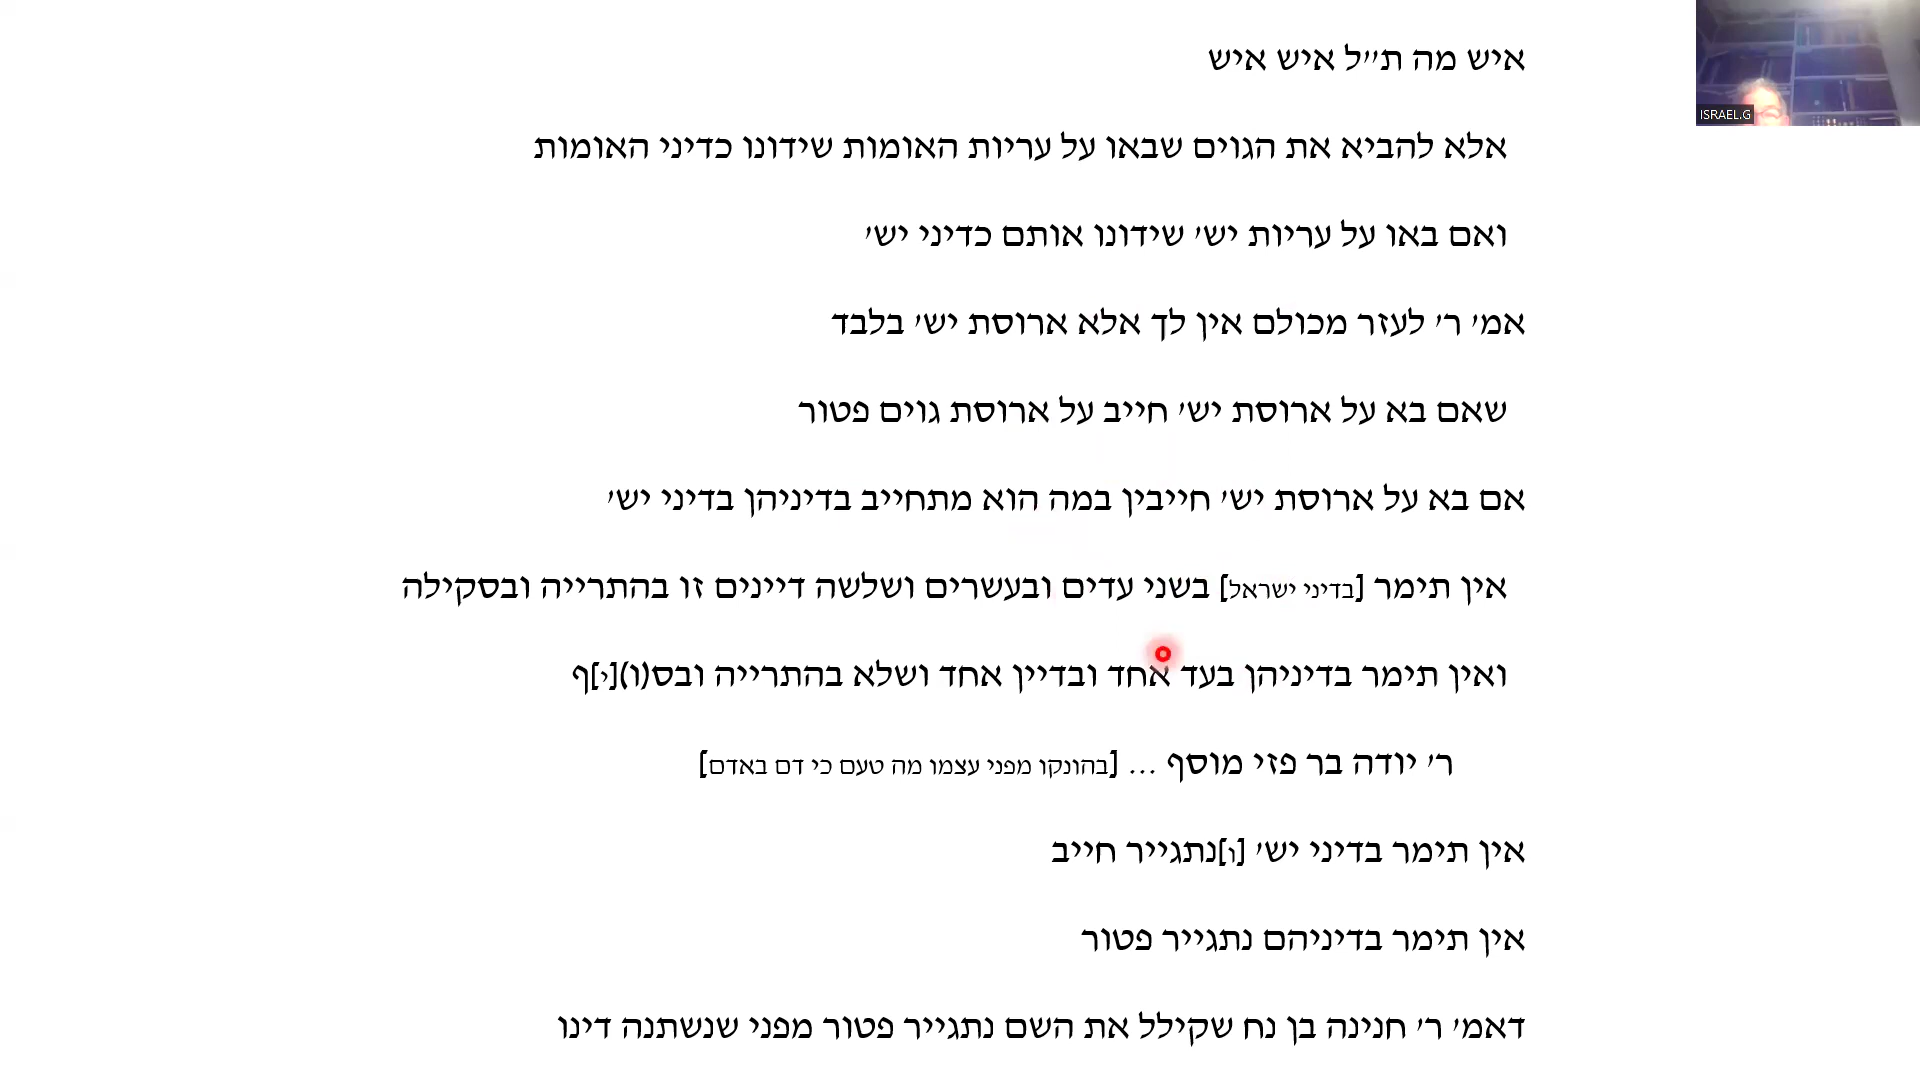 איש מה ת״ל איש איש
ISRAEL.G
אלא להביא את הגוים שבאו על עריות האומות שידונו כדיני האומות
ואם באו על עריות יש׳ שידונו אותם כדיני יש׳
אמ׳ ר׳ לעזר מכולם אין לך אלא ארוסת יש׳ בלבד
שאם בא על ארוסת יש׳ חייב על ארוסת גוים פטור
אם בא על ארוסת יש׳ חייבין במה הוא מתחייב בדיניהן בדיני יש׳
אין תימר [בדיני ישראל] בשני עדים ובעשרים ושלשה דיינים זו בהתרייה ובסקילה
ואין תימר בדיניהן בעד אחד ובדיין אחד ושלא בהתרייה ובס(ו)[י]ף
ר׳ יודה בר פזי מוסף ... [בהונקו מפני עצמו מה טעם כי דם באדם]
אין תימר בדיני יש׳ [ו]נתגייר חייב
אין תימר בדיניהם נתגייר פטור
דאמ׳ ר׳ חנינה בן נח שקילל את השם נתגייר פטור מפני שנשתנה דינו